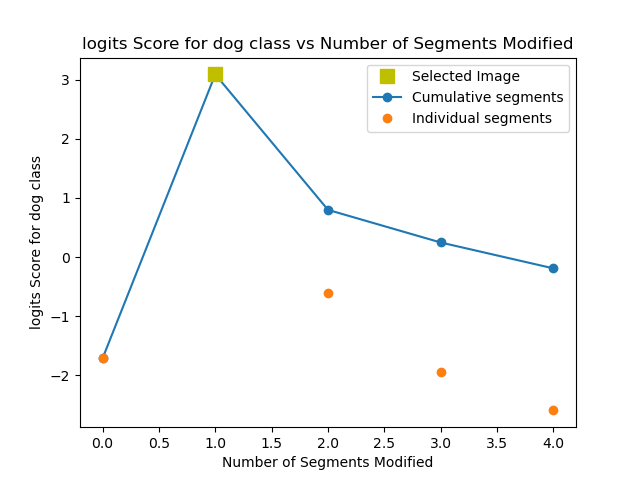 logits Score for dog class vs Number of Segments Modified
Selected Image
Cumulative segments
Individual segments
logits Score for dog class
3
2
1
0
−1
−2
0.0 0.5 1.0 1.5 2.0 2.5 3.0 3.5 4.0
Number of Segments Modified